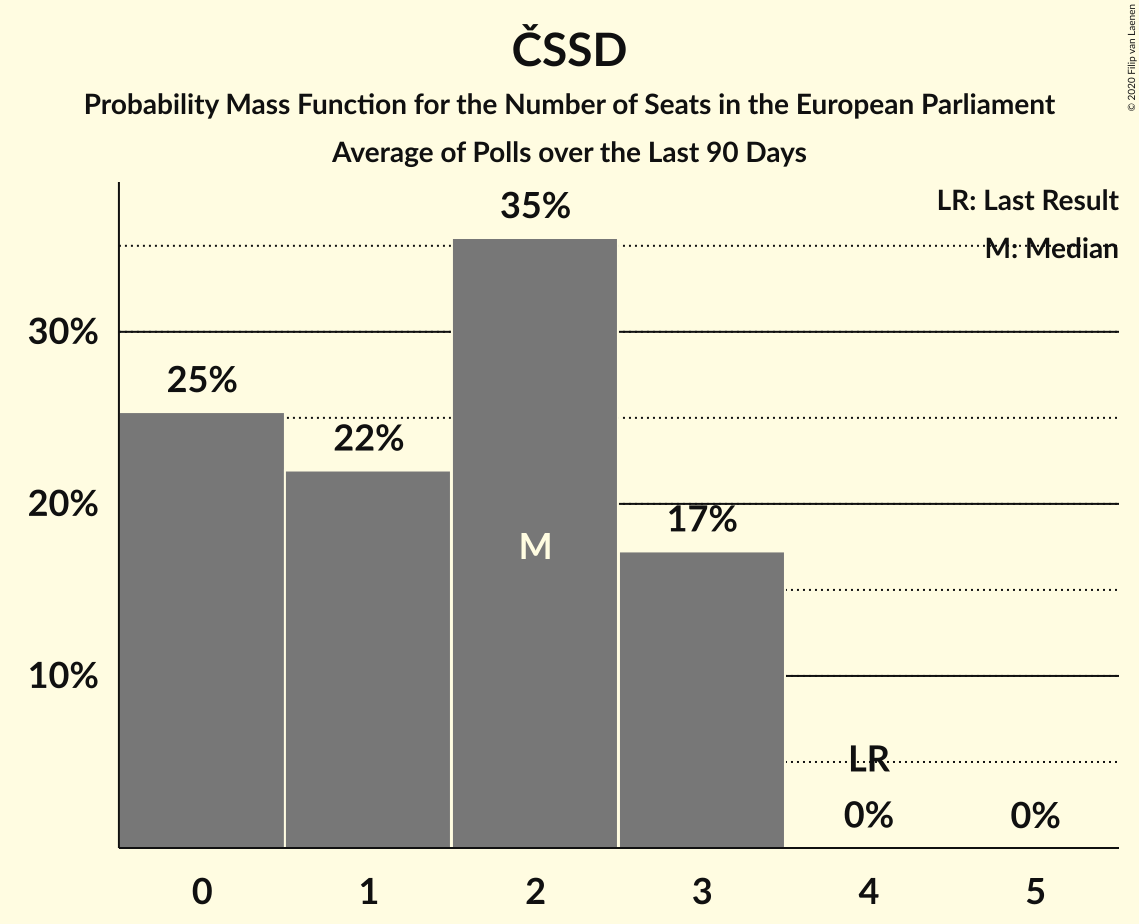 ČSSD
Probability Mass Function for the Number of Seats in the European Parliament
Average of Polls over the Last 90 Days
© 2020 Filip van Laenen
LR: Last Result
M: Median
35%
30%
25%
22%
20%
17%
M
10%
LR
0%
0%
0 1 2 3 4 5